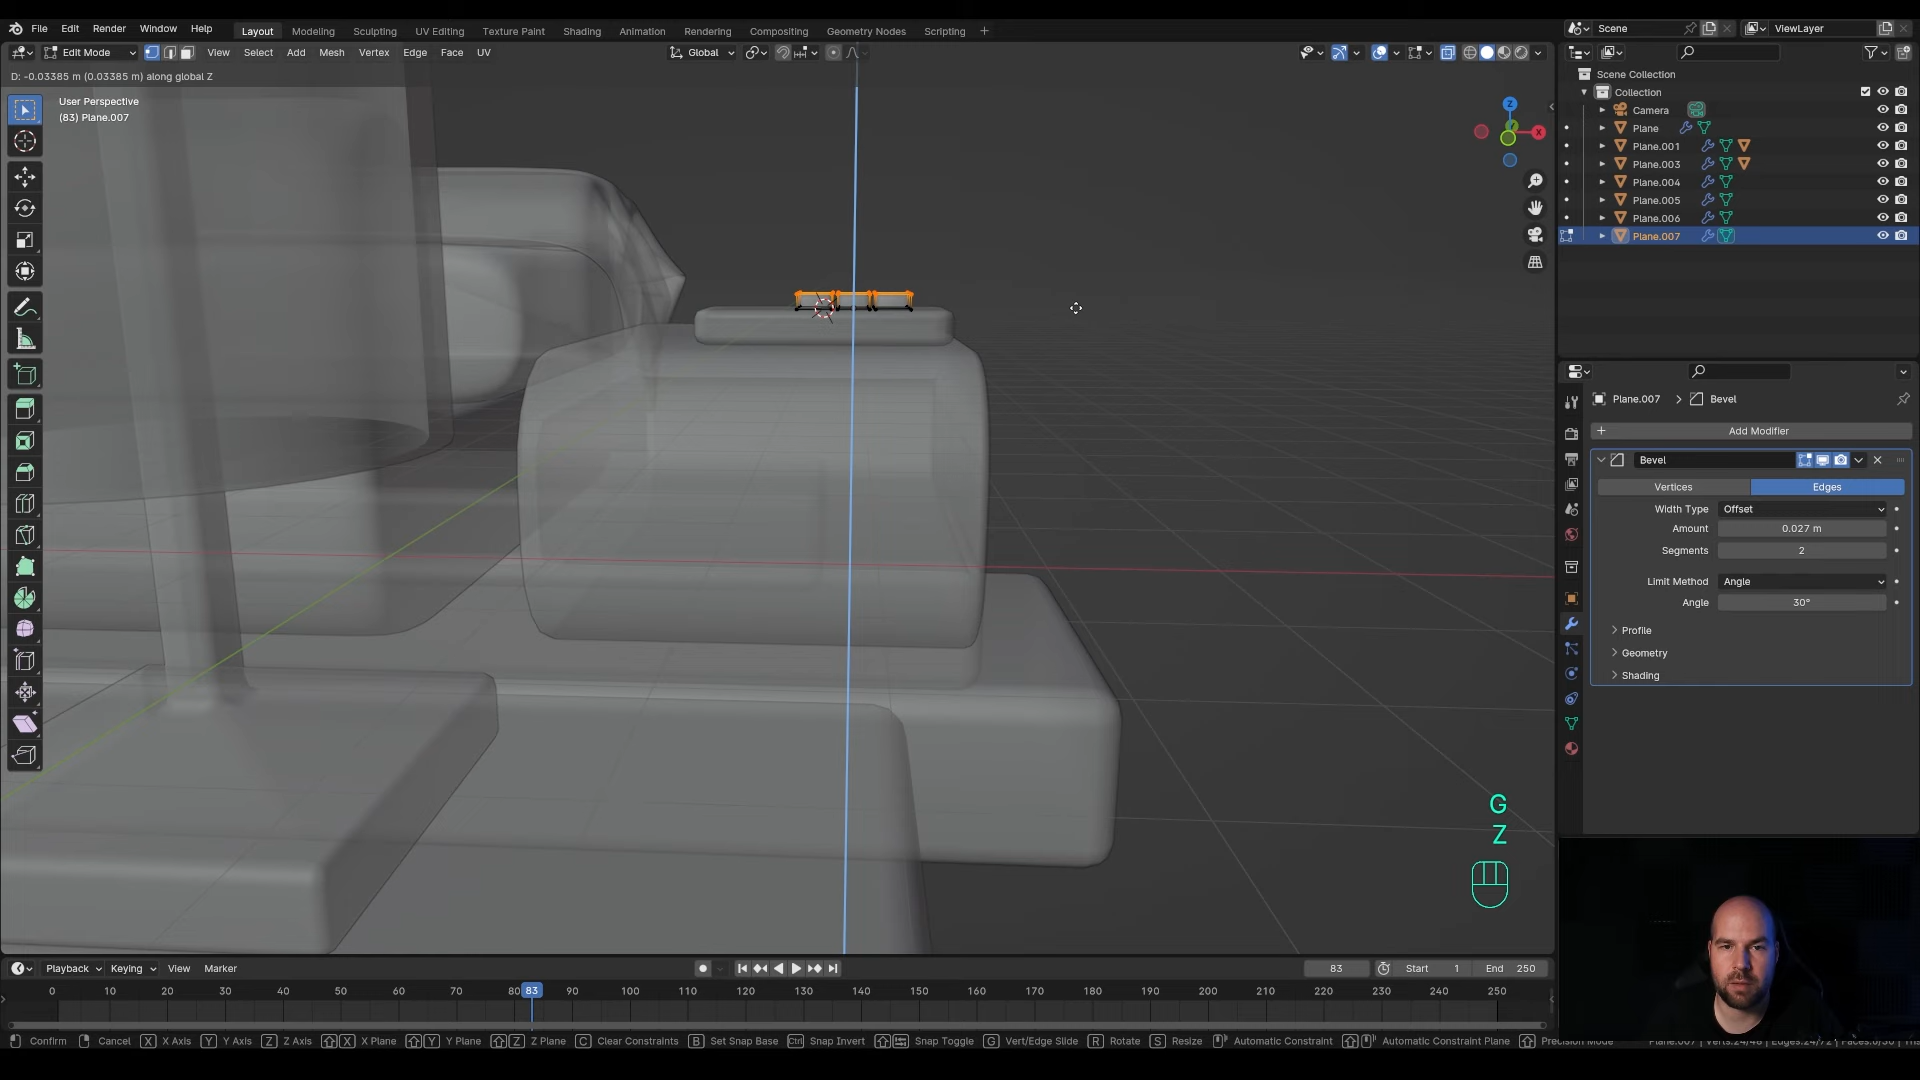 File Edit Render Window Help Layout Modeling Sculpting UV Editing Texture Paint Shading Animation Rendering Compositing Geometry Nodes Scripting + Scene ViewLayer
Edit Mode View Select Add Mesh Vertex Edge Face UV Global
D: -0.03385 m (0.03385 m) along global Z
User Perspective
(83) Plane.007
Z
X
Scene Collection
Collection
Camera
Plane
Plane.001
Plane.003
Plane.004
Plane.005
Plane.006
Plane.007
Plane.007 > Bevel
+ Add Modifier
Bevel
Vertices Edges
Width Type Offset
Amount 0.027 m
Segments 2
Limit Method Angle
Angle 30°
Profile
Geometry
Shading
G
Z
Playback Keying View Marker 83 Start 1 End 250
0 10 20 30 40 50 60 70 80 83 90 100 110 120 130 140 150 160 170 180 190 200 210 220 230 240 250
Confirm Cancel X X Axis Y Y Axis Z Z Axis X X Plane Y Y Plane Z Z Plane C Clear Constraints B Set Snap Base Ctrl Snap Invert Snap Toggle G Vert/Edge Slide R Rotate S Resize Automatic Constraint Automatic Constraint Plane Precision Mode